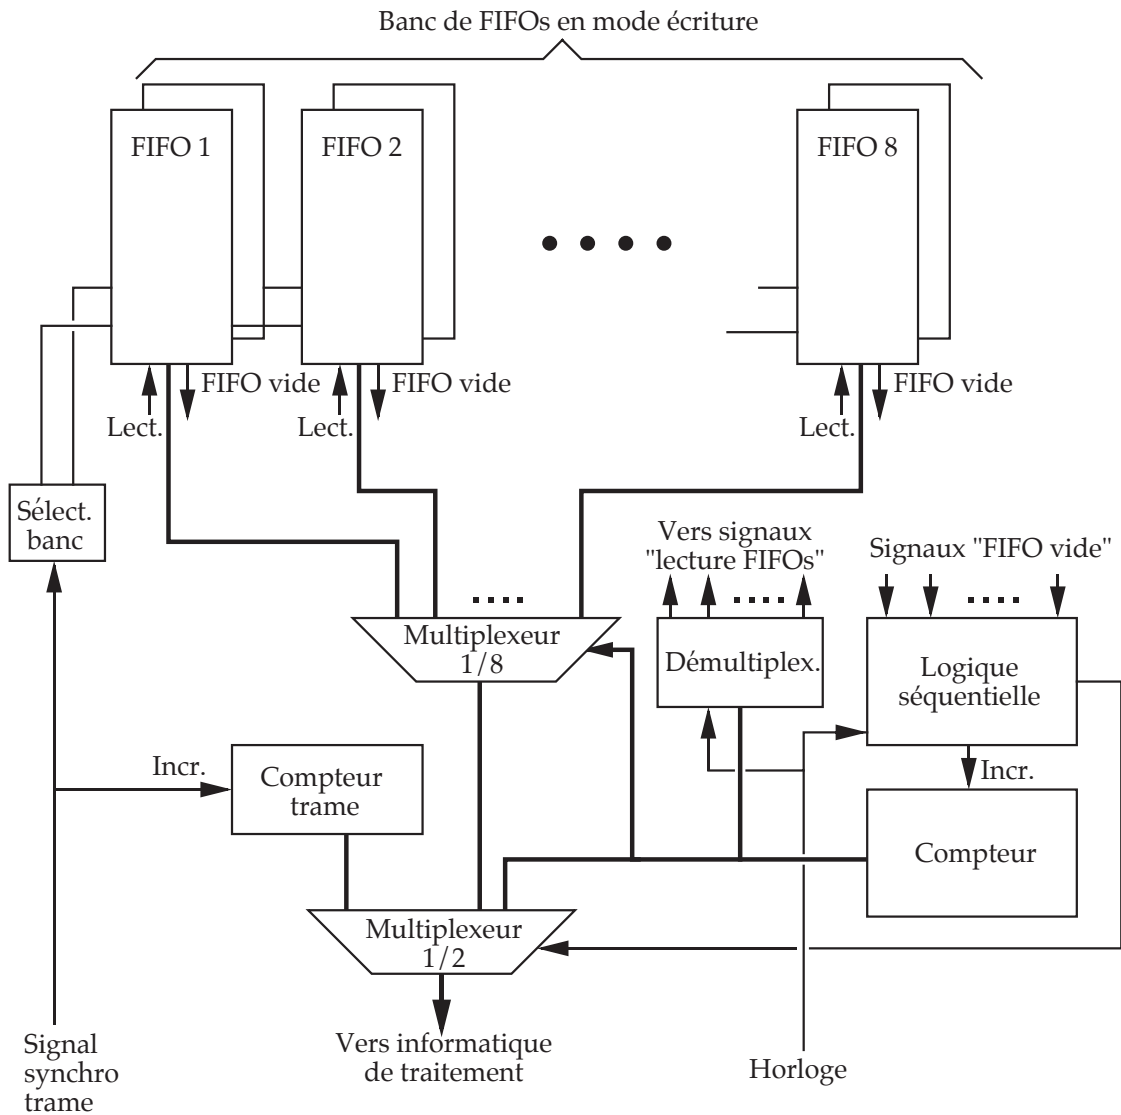 Banc de FIFOs en mode écriture
FIFO 1
FIFO 2
FIFO 8
FIFO vide
FIFO vide
FIFO vide
Lect.
Lect.
Lect.
Sélect.
banc
Vers signaux
"lecture FIFOs"
Signaux "FIFO vide"
Multiplexeur
1/8
Démultiplex.
Logique
séquentielle
Incr.
Compteur
trame
Incr.
Compteur
Multiplexeur
1/2
Signal
synchro
trame
Vers informatique
de traitement
Horloge